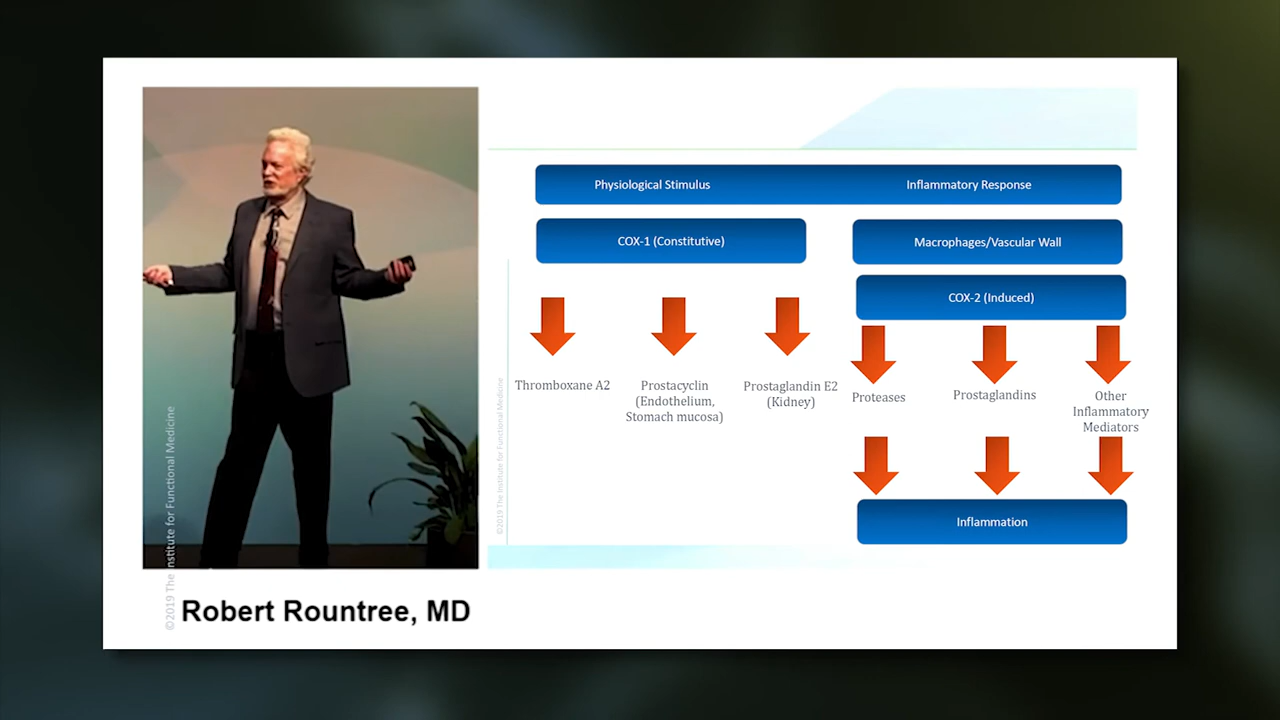 Physiological Stimulus
Inflammatory Response
COX-1 (Constitutive)
Macrophages/Vascular Wall
COX-2 (Induced)
Thromboxane A2
Prostacyclin
(Endothelium,
Stomach mucosa)
Prostaglandin E2
(Kidney)
Proteases
Prostaglandins
Other
Inflammatory
Mediators
Inflammation
©2019 The Institute for Functional Medicine
©2019 The Institute for Functional Medicine
Robert Rountree, MD